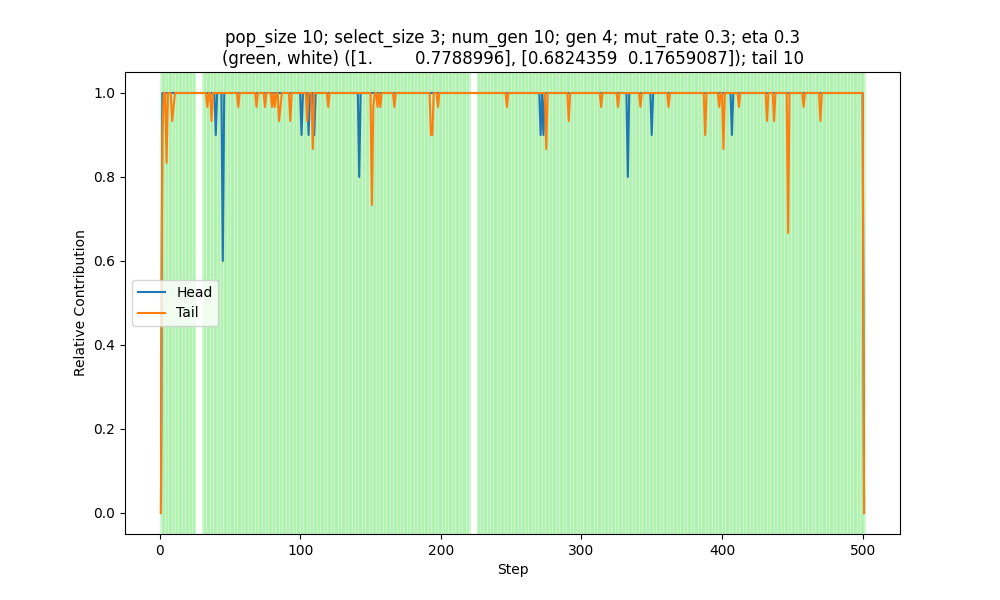 pop_size 10; select_size 3; num_gen 10; gen 4; mut_rate 0.3; eta 0.3
(green, white) ([1.        0.7788996], [0.6824359  0.17659087]); tail 10
1.0
0.8
0.6
0.4
0.2
0.0
Relative Contribution
Head
Tail
0
100
200
300
400
500
Step